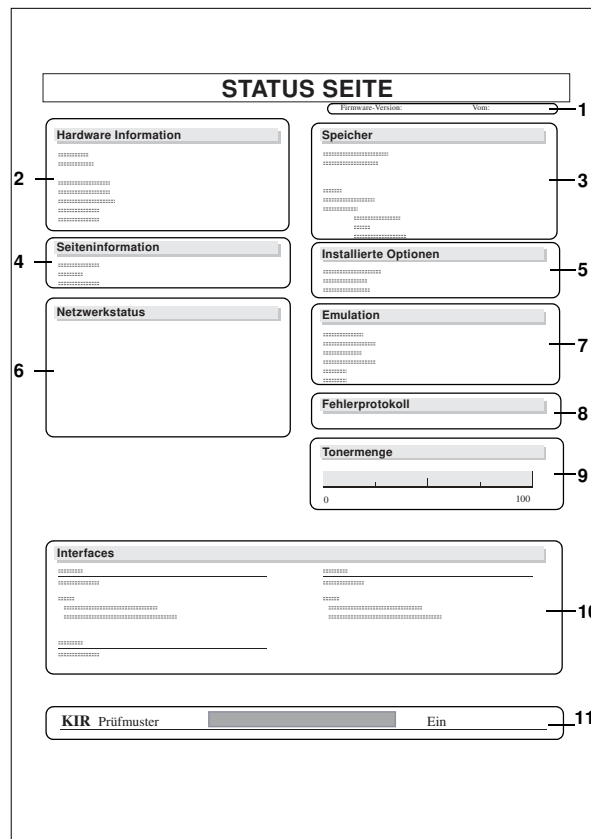 STATUS SEITE
Firmware-Version: Vom: 1
Hardware Information
2
Speicher
3
Seiteninformation
4
Installierte Optionen
5
Netzwerkstatus
6
Emulation
7
Fehlerprotokoll
8
Tonermenge
9
0 100
Interfaces
10
KIR Prüfmuster Ein 11